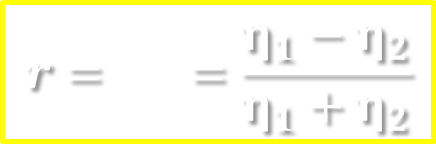 r = = η₁ − η₂ / η₁ + η₂